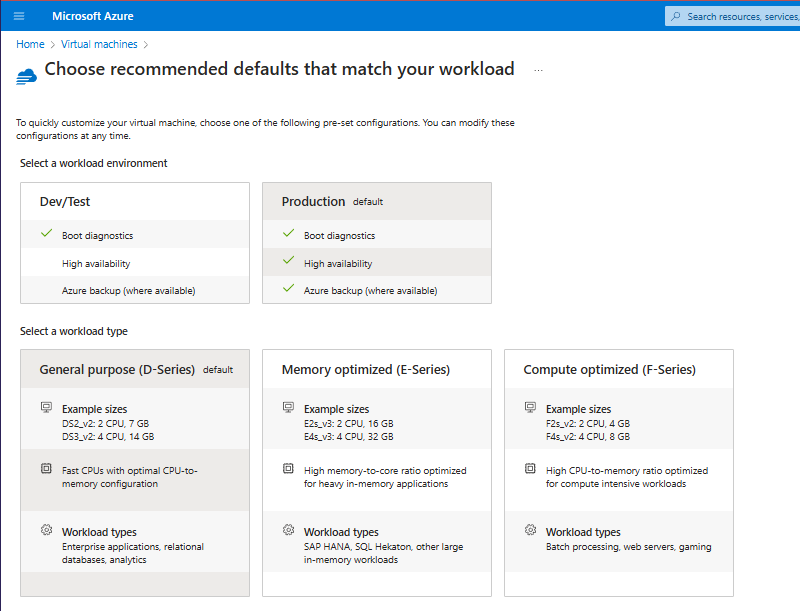 Microsoft Azure
Search resources, services,
Home > Virtual machines >
Choose recommended defaults that match your workload ...
To quickly customize your virtual machine, choose one of the following pre-set configurations. You can modify these
configurations at any time.
Select a workload environment
Dev/Test
Boot diagnostics
High availability
Azure backup (where available)
Production default
Boot diagnostics
High availability
Azure backup (where available)
Select a workload type
General purpose (D-Series) default
Example sizes
DS2_v2: 2 CPU, 7 GB
DS3_v2: 4 CPU, 14 GB
Fast CPUs with optimal CPU-to-
memory configuration
Workload types
Enterprise applications, relational
databases, analytics
Memory optimized (E-Series)
Example sizes
E2s_v3: 2 CPU, 16 GB
E4s_v3: 4 CPU, 32 GB
High memory-to-core ratio optimized
for heavy in-memory applications
Workload types
SAP HANA, SQL Hekaton, other large
in-memory workloads
Compute optimized (F-Series)
Example sizes
F2s_v2: 2 CPU, 4 GB
F4s_v2: 4 CPU, 8 GB
High CPU-to-memory ratio optimized
for compute intensive workloads
Workload types
Batch processing, web servers, gaming